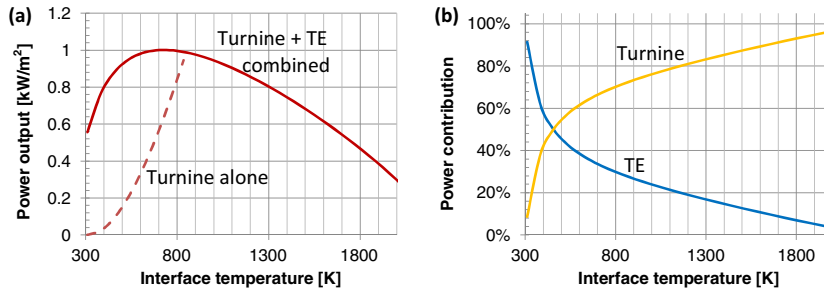 (a)
Power output [kW/m²]
1.2
1
0.8
0.6
0.4
0.2
0
Turnine + TE
combined
Turnine alone
300
800
1300
1800
Interface temperature [K]
(b)
Power contribution
100%
80%
60%
40%
20%
0%
Turnine
TE
300
800
1300
1800
Interface temperature [K]